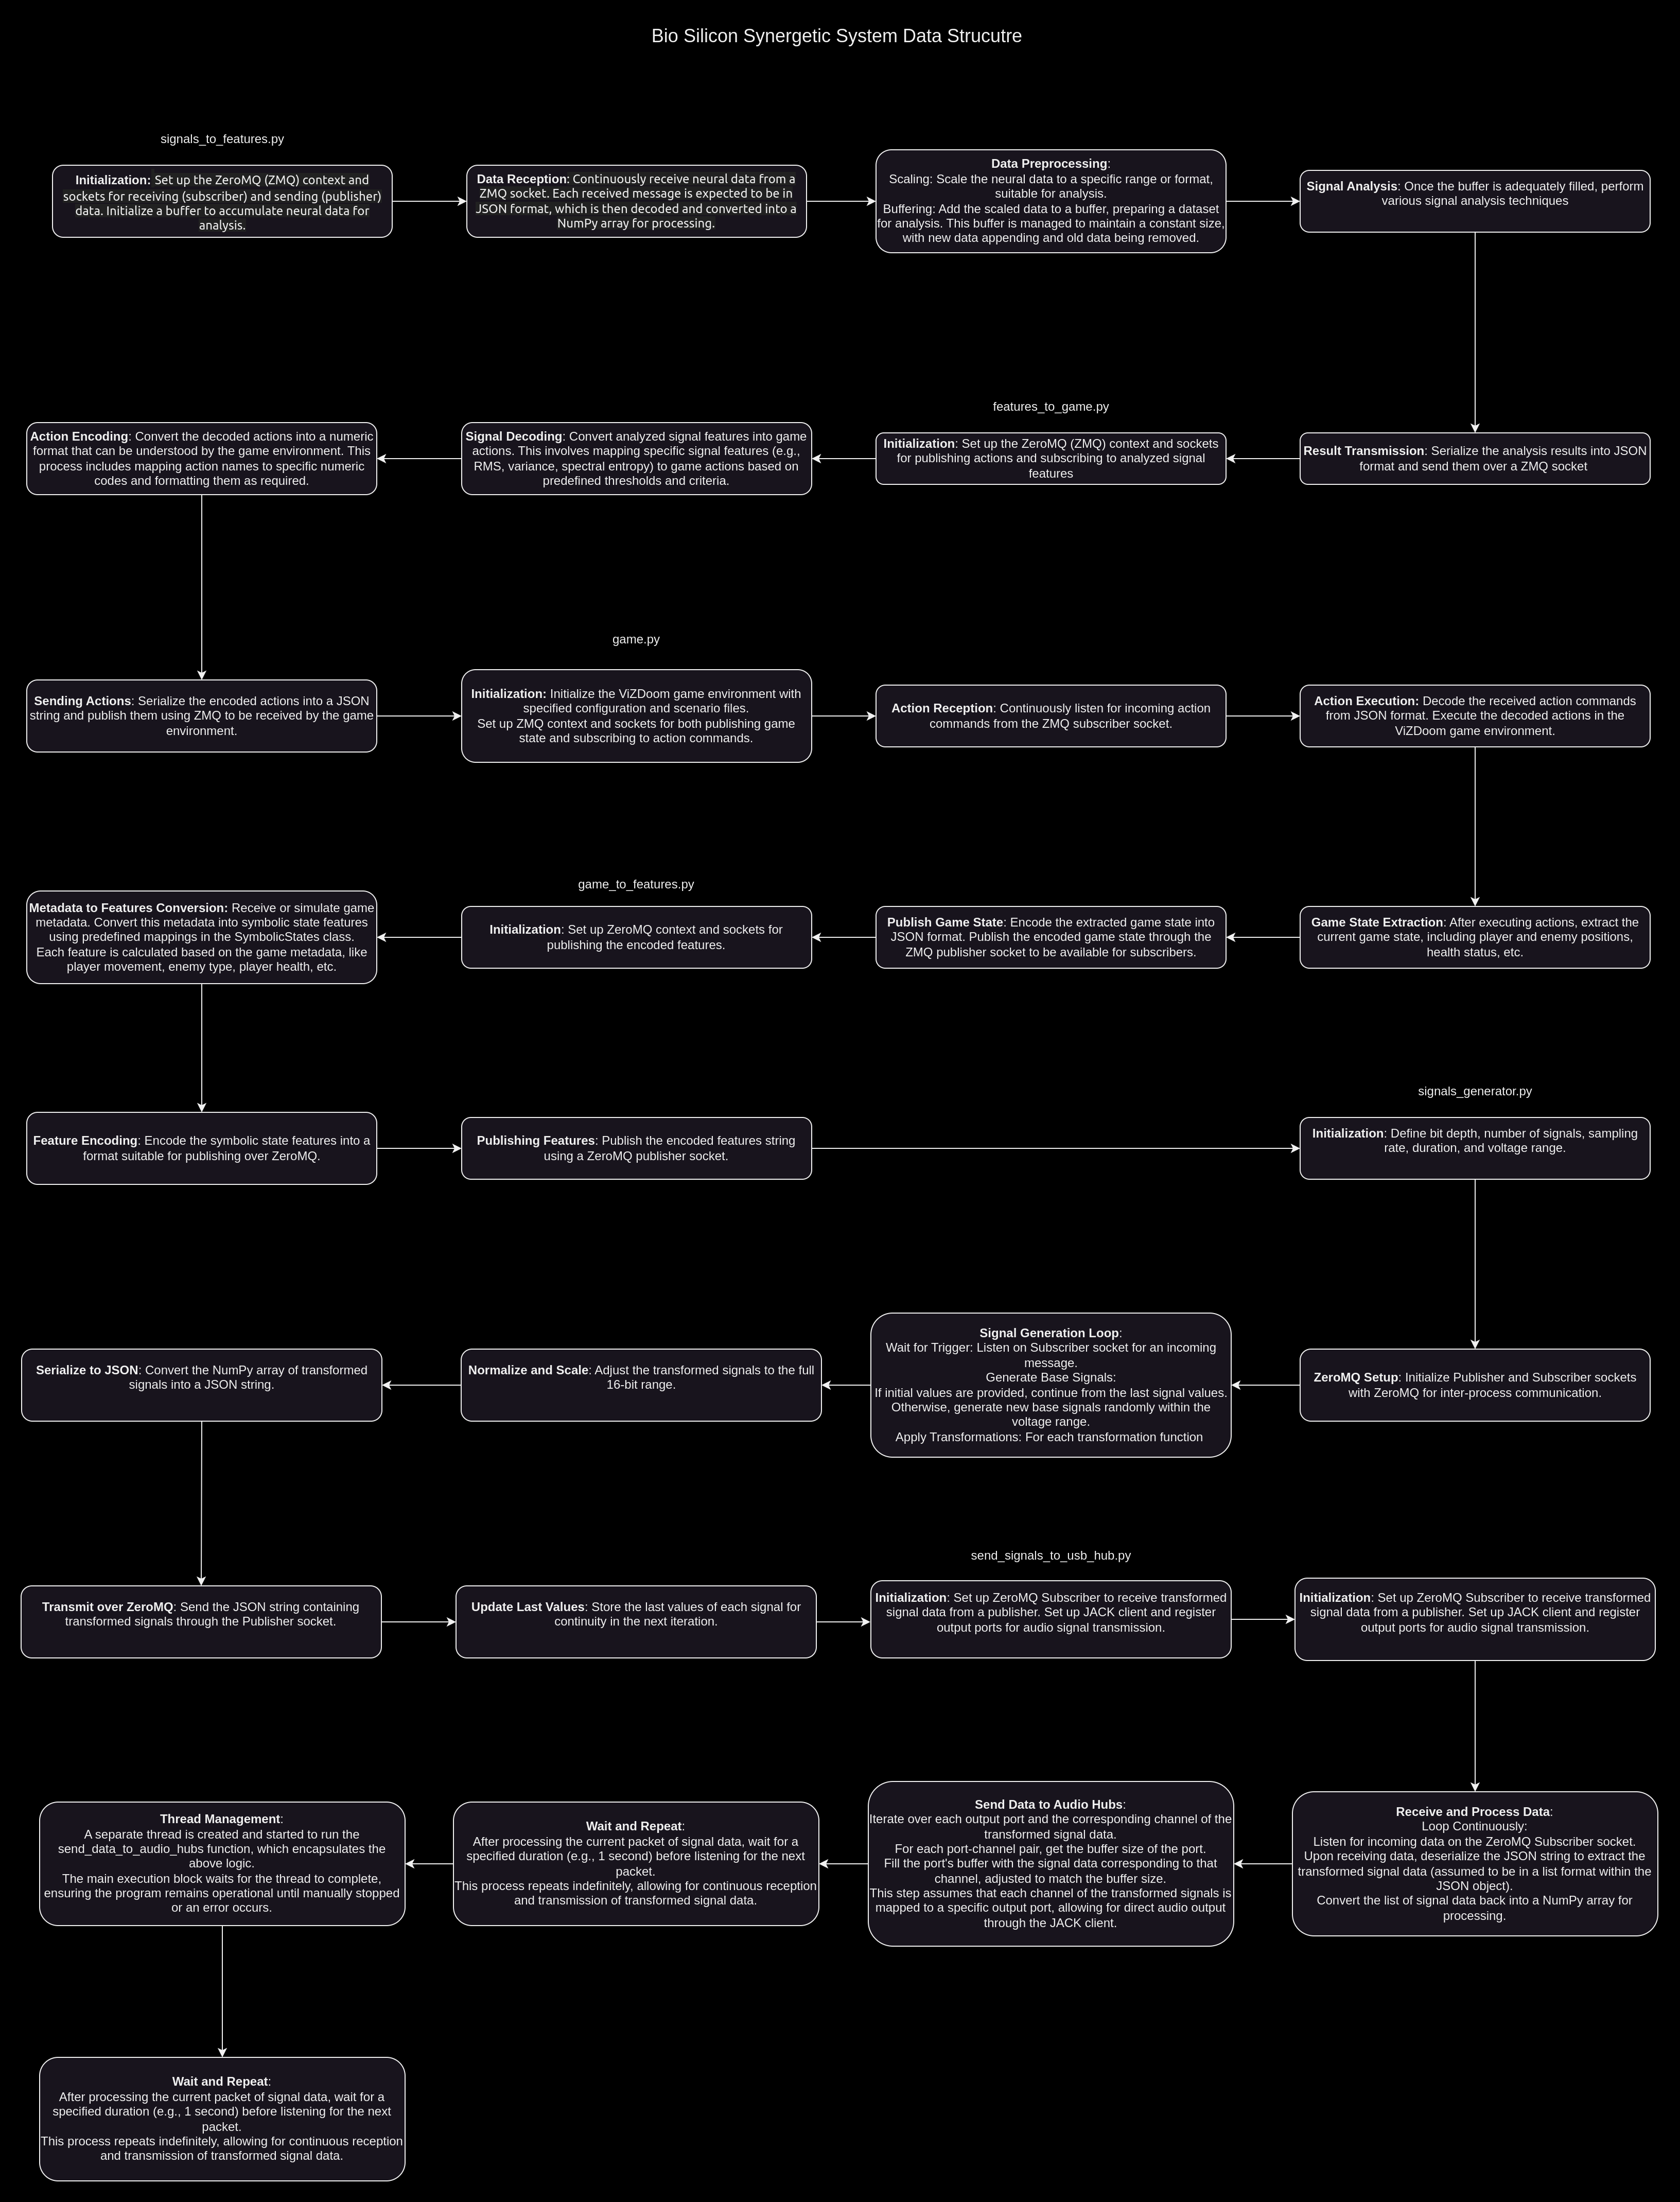 Bio Silicon Synergetic System Data Strucutre
signals_to_features.py
Initialization: Set up the ZeroMQ (ZMQ) context and
sockets for receiving (subscriber) and sending (publisher)
data. Initialize a buffer to accumulate neural data for
analysis.
Data Reception: Continuously receive neural data from a
ZMQ socket. Each received message is expected to be in
JSON format, which is then decoded and converted into a
NumPy array for processing.
Data Preprocessing:
Scaling: Scale the neural data to a specific range or format,
suitable for analysis.
Buffering: Add the scaled data to a buffer, preparing a dataset
for analysis. This buffer is managed to maintain a constant size,
with new data appending and old data being removed.
Signal Analysis: Once the buffer is adequately filled, perform
various signal analysis techniques
Result Transmission: Serialize the analysis results into JSON
format and send them over a ZMQ socket
features_to_game.py
Initialization: Set up the ZeroMQ (ZMQ) context and sockets
for publishing actions and subscribing to analyzed signal
features
Signal Decoding: Convert analyzed signal features into game
actions. This involves mapping specific signal features (e.g.,
RMS, variance, spectral entropy) to game actions based on
predefined thresholds and criteria.
Action Encoding: Convert the decoded actions into a numeric
format that can be understood by the game environment. This
process includes mapping action names to specific numeric
codes and formatting them as required.
Sending Actions: Serialize the encoded actions into a JSON
string and publish them using ZMQ to be received by the game
environment.
game.py
Initialization: Initialize the ViZDoom game environment with
specified configuration and scenario files.
Set up ZMQ context and sockets for both publishing game
state and subscribing to action commands.
Action Reception: Continuously listen for incoming action
commands from the ZMQ subscriber socket.
Action Execution: Decode the received action commands
from JSON format. Execute the decoded actions in the
ViZDoom game environment.
Game State Extraction: After executing actions, extract the
current game state, including player and enemy positions,
health status, etc.
Publish Game State: Encode the extracted game state into
JSON format. Publish the encoded game state through the
ZMQ publisher socket to be available for subscribers.
game_to_features.py
Initialization: Set up ZeroMQ context and sockets for
publishing the encoded features.
Metadata to Features Conversion: Receive or simulate game
metadata. Convert this metadata into symbolic state features
using predefined mappings in the SymbolicStates class.
Each feature is calculated based on the game metadata, like
player movement, enemy type, player health, etc.
Feature Encoding: Encode the symbolic state features into a
format suitable for publishing over ZeroMQ.
Publishing Features: Publish the encoded features string
using a ZeroMQ publisher socket.
signals_generator.py
Initialization: Define bit depth, number of signals, sampling
rate, duration, and voltage range.
ZeroMQ Setup: Initialize Publisher and Subscriber sockets
with ZeroMQ for inter-process communication.
Signal Generation Loop:
Wait for Trigger: Listen on Subscriber socket for an incoming
message.
Generate Base Signals:
If initial values are provided, continue from the last signal values.
Otherwise, generate new base signals randomly within the
voltage range.
Apply Transformations: For each transformation function
Normalize and Scale: Adjust the transformed signals to the full
16-bit range.
Serialize to JSON: Convert the NumPy array of transformed
signals into a JSON string.
Transmit over ZeroMQ: Send the JSON string containing
transformed signals through the Publisher socket.
Update Last Values: Store the last values of each signal for
continuity in the next iteration.
send_signals_to_usb_hub.py
Initialization: Set up ZeroMQ Subscriber to receive transformed
signal data from a publisher. Set up JACK client and register
output ports for audio signal transmission.
Initialization: Set up ZeroMQ Subscriber to receive transformed
signal data from a publisher. Set up JACK client and register
output ports for audio signal transmission.
Receive and Process Data:
Loop Continuously:
Listen for incoming data on the ZeroMQ Subscriber socket.
Upon receiving data, deserialize the JSON string to extract the
transformed signal data (assumed to be in a list format within the
JSON object).
Convert the list of signal data back into a NumPy array for
processing.
Send Data to Audio Hubs:
Iterate over each output port and the corresponding channel of the
transformed signal data.
For each port-channel pair, get the buffer size of the port.
Fill the port's buffer with the signal data corresponding to that
channel, adjusted to match the buffer size.
This step assumes that each channel of the transformed signals is
mapped to a specific output port, allowing for direct audio output
through the JACK client.
Wait and Repeat:
After processing the current packet of signal data, wait for a
specified duration (e.g., 1 second) before listening for the next
packet.
This process repeats indefinitely, allowing for continuous reception
and transmission of transformed signal data.
Thread Management:
A separate thread is created and started to run the
send_data_to_audio_hubs function, which encapsulates the
above logic.
The main execution block waits for the thread to complete,
ensuring the program remains operational until manually stopped
or an error occurs.
Wait and Repeat:
After processing the current packet of signal data, wait for a
specified duration (e.g., 1 second) before listening for the next
packet.
This process repeats indefinitely, allowing for continuous reception
and transmission of transformed signal data.